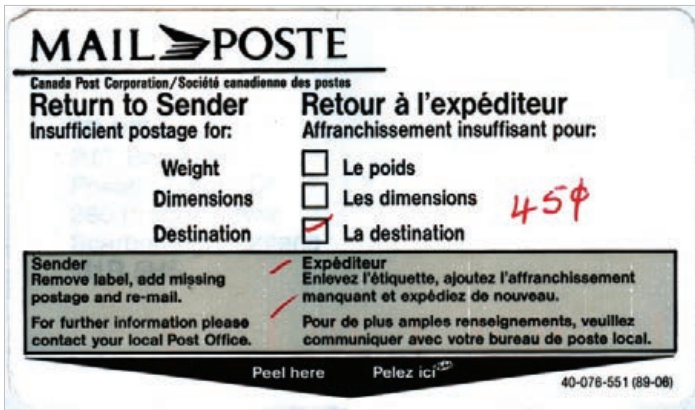 MAIL POSTE
Canada Post Corporation/Société canadienne des postes
Return to Sender Retour à l'expéditeur
Insufficient postage for: Affranchissement insuffisant pour:
Weight Le poids
Dimensions Les dimensions
45¢
Destination La destination
Sender Expéditeur
Remove label, add missing Enlevez l'étiquette, ajoutez l'affranchissement
postage and re-mail. manquant et expédiez de nouveau.
For further information please Pour de plus amples renseignements, veuillez
contact your local Post Office. communiquer avec votre bureau de poste local.
Peel here Pelez ici
40-076-551 (89-06)